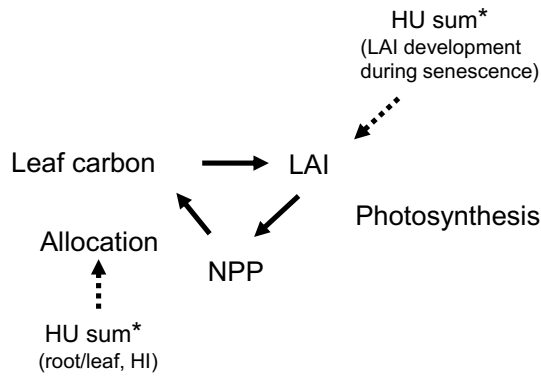 HU sum*
(LAI development
during senescence)
Leaf carbon
LAI
Photosynthesis
Allocation
NPP
HU sum*
(root/leaf, HI)